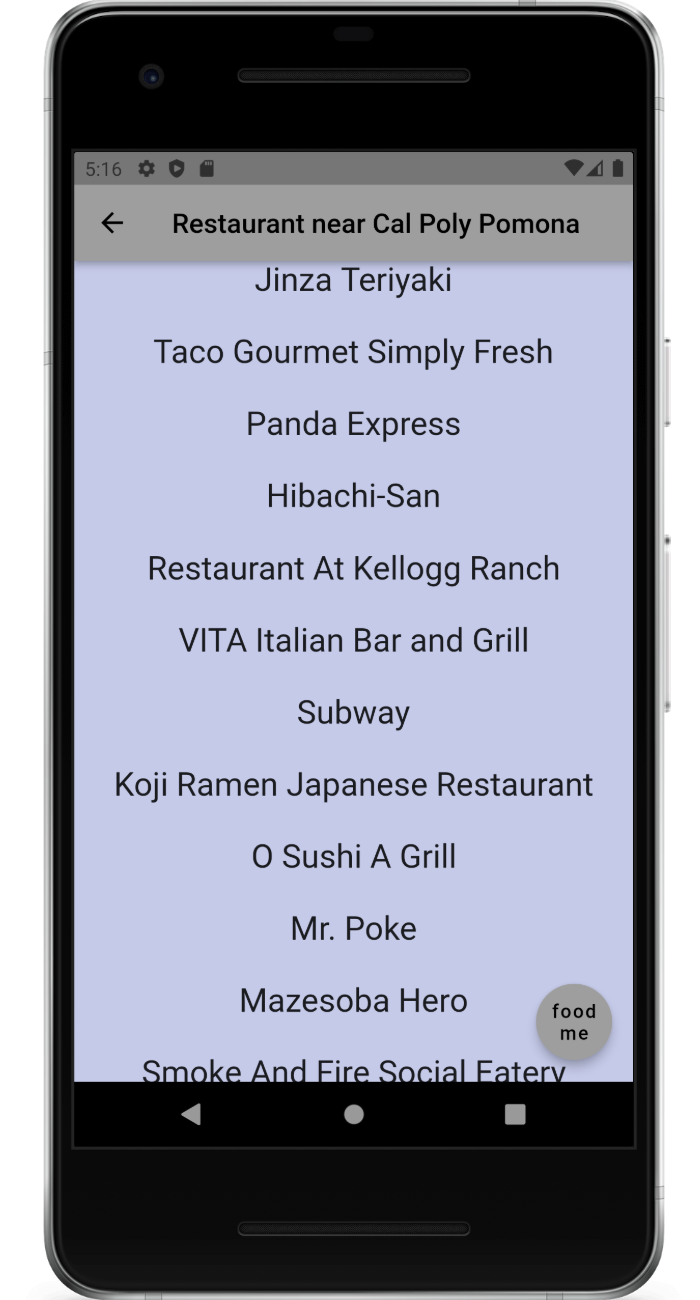 5:16
Restaurant near Cal Poly Pomona
Jinza Teriyaki
Taco Gourmet Simply Fresh
Panda Express
Hibachi-San
Restaurant At Kellogg Ranch
VITA Italian Bar and Grill
Subway
Koji Ramen Japanese Restaurant
O Sushi A Grill
Mr. Poke
Mazesoba Hero
food
me
Smoke And Fire Social Eatery